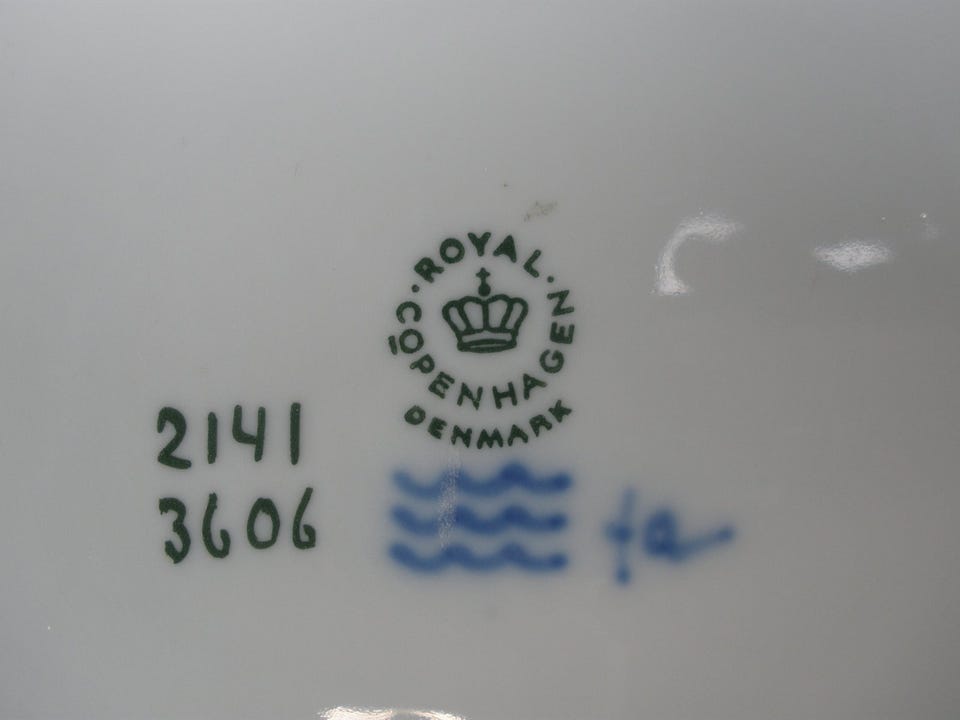 ROYAL
COPENHAGEN
DENMARK
2141
3606